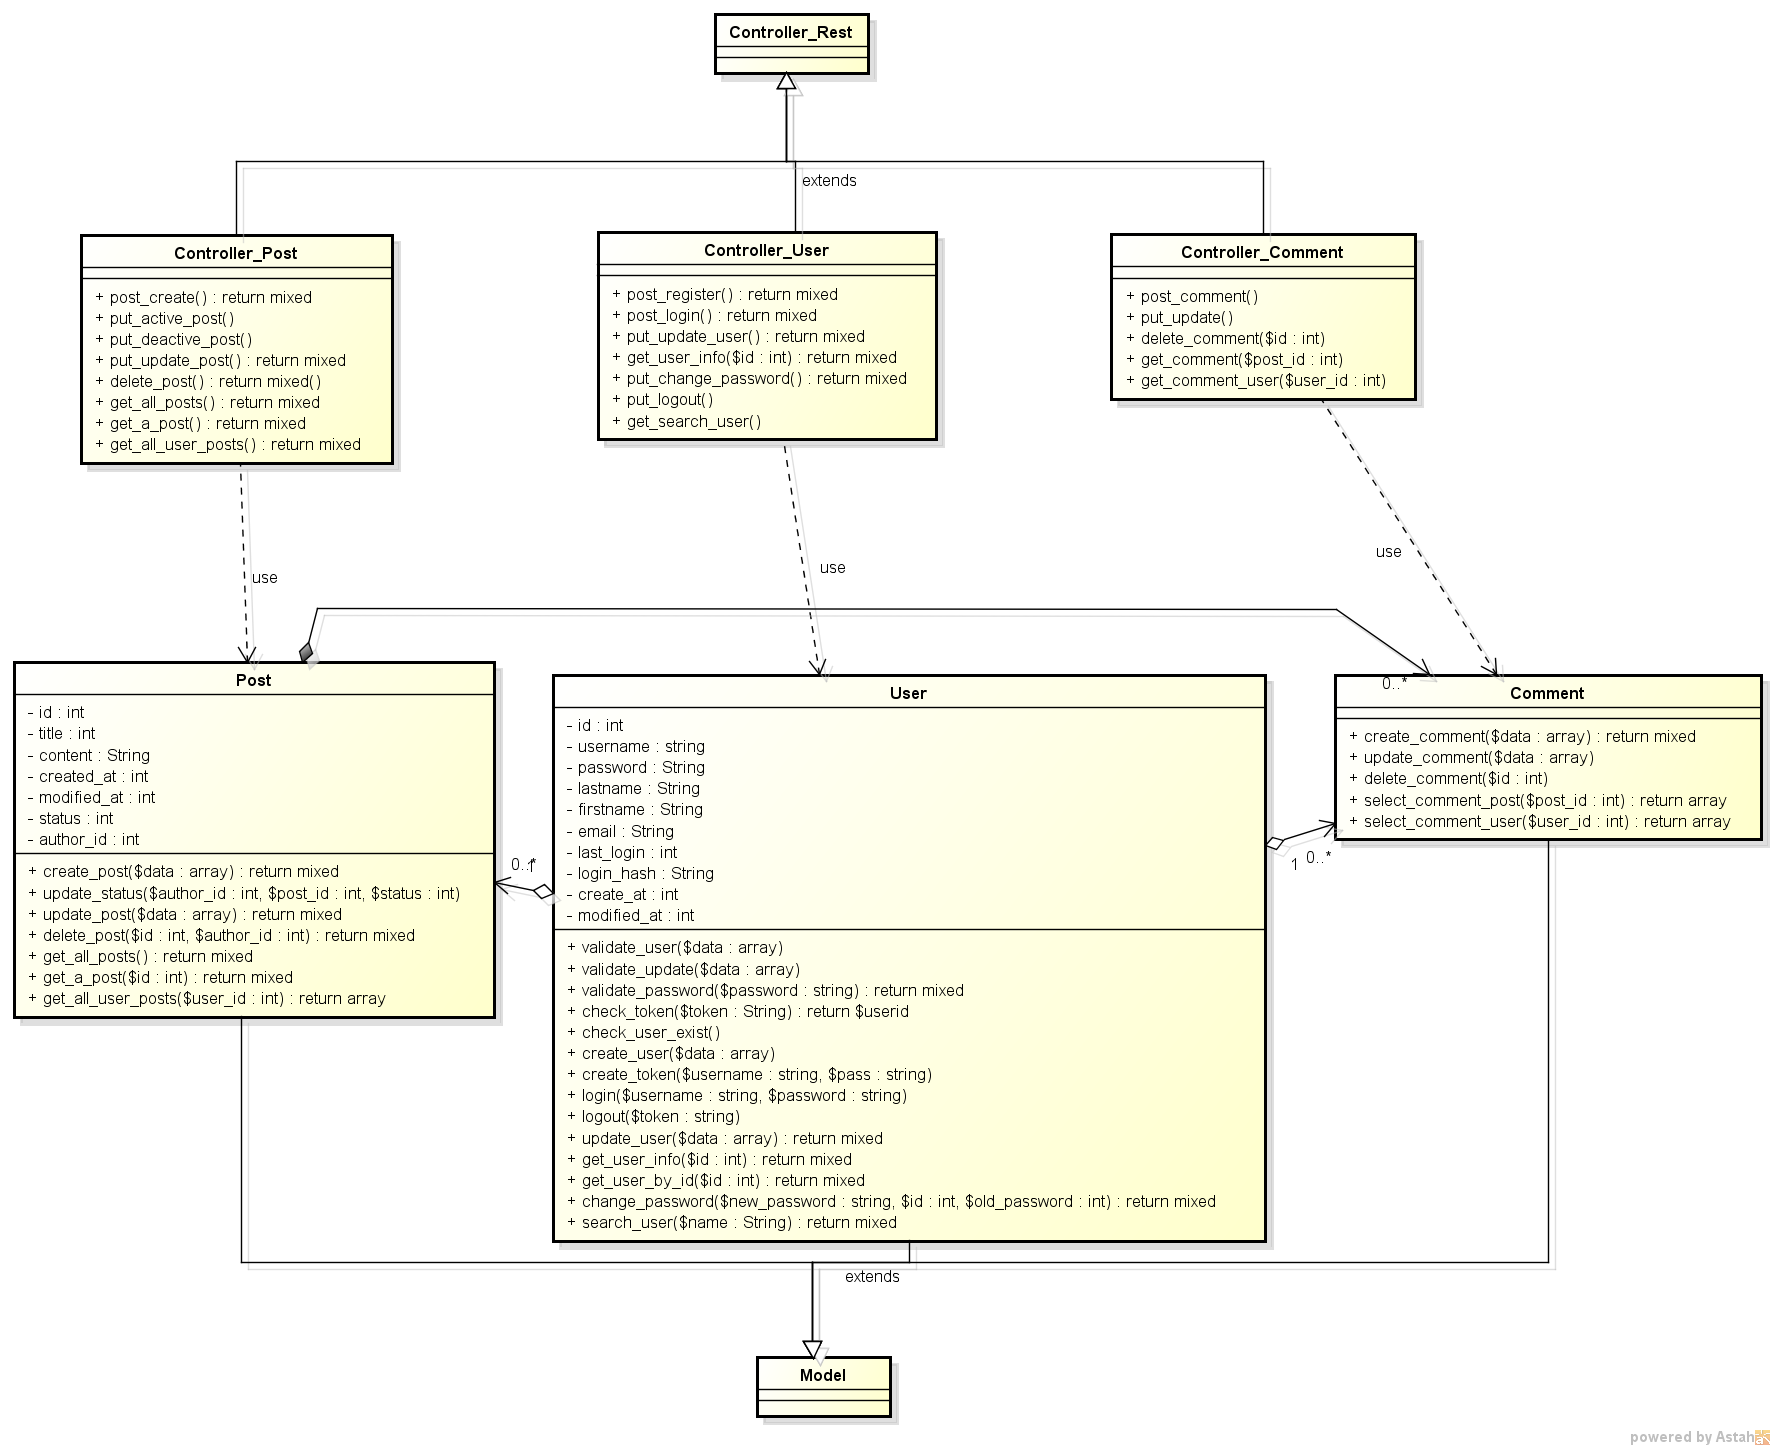 Controller_Rest
extends
Controller_Post
+ post_create() : return mixed
+ put_active_post()
+ put_deactive_post()
+ put_update_post() : return mixed
+ delete_post() : return mixed()
+ get_all_posts() : return mixed
+ get_a_post() : return mixed
+ get_all_user_posts() : return mixed
Controller_User
+ post_register() : return mixed
+ post_login() : return mixed
+ put_update_user() : return mixed
+ get_user_info($id : int) : return mixed
+ put_change_password() : return mixed
+ put_logout()
+ get_search_user()
Controller_Comment
+ post_comment()
+ put_update()
+ delete_comment($id : int)
+ get_comment($post_id : int)
+ get_comment_user($user_id : int)
use
use
use
Post
- id : int
- title : int
- content : String
- created_at : int
- modified_at : int
- status : int
- author_id : int
+ create_post($data : array) : return mixed
+ update_status($author_id : int, $post_id : int, $status : int)
+ update_post($data : array) : return mixed
+ delete_post($id : int, $author_id : int) : return mixed
+ get_all_posts() : return mixed
+ get_a_post($id : int) : return mixed
+ get_all_user_posts($user_id : int) : return array
0..*
1
User
- id : int
- username : string
- password : String
- lastname : String
- firstname : String
- email : String
- last_login : int
- login_hash : String
- create_at : int
- modified_at : int
+ validate_user($data : array)
+ validate_update($data : array)
+ validate_password($password : string) : return mixed
+ check_token($token : String) : return $userid
+ check_user_exist()
+ create_user($data : array)
+ create_token($username : string, $pass : string)
+ login($username : string, $password : string)
+ logout($token : string)
+ update_user($data : array) : return mixed
+ get_user_info($id : int) : return mixed
+ get_user_by_id($id : int) : return mixed
+ change_password($new_password : string, $id : int, $old_password : int) : return mixed
+ search_user($name : String) : return mixed
1
0..*
0..*
Comment
+ create_comment($data : array) : return mixed
+ update_comment($data : array)
+ delete_comment($id : int)
+ select_comment_post($post_id : int) : return array
+ select_comment_user($user_id : int) : return array
extends
Model
powered by Astah